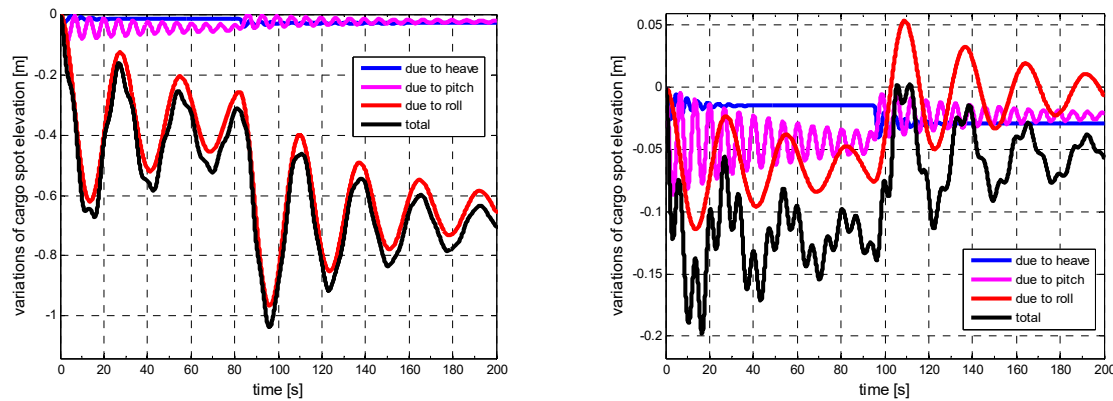 variations of cargo spot elevation [m]
0
-0.2
-0.4
-0.6
-0.8
-1
due to heave
due to pitch
due to roll
total
0 20 40 60 80 100 120 140 160 180 200
time [s]
variations of cargo spot elevation [m]
0.05
0
-0.05
-0.1
-0.15
-0.2
due to heave
due to pitch
due to roll
total
0 20 40 60 80 100 120 140 160 180 200
time [s]